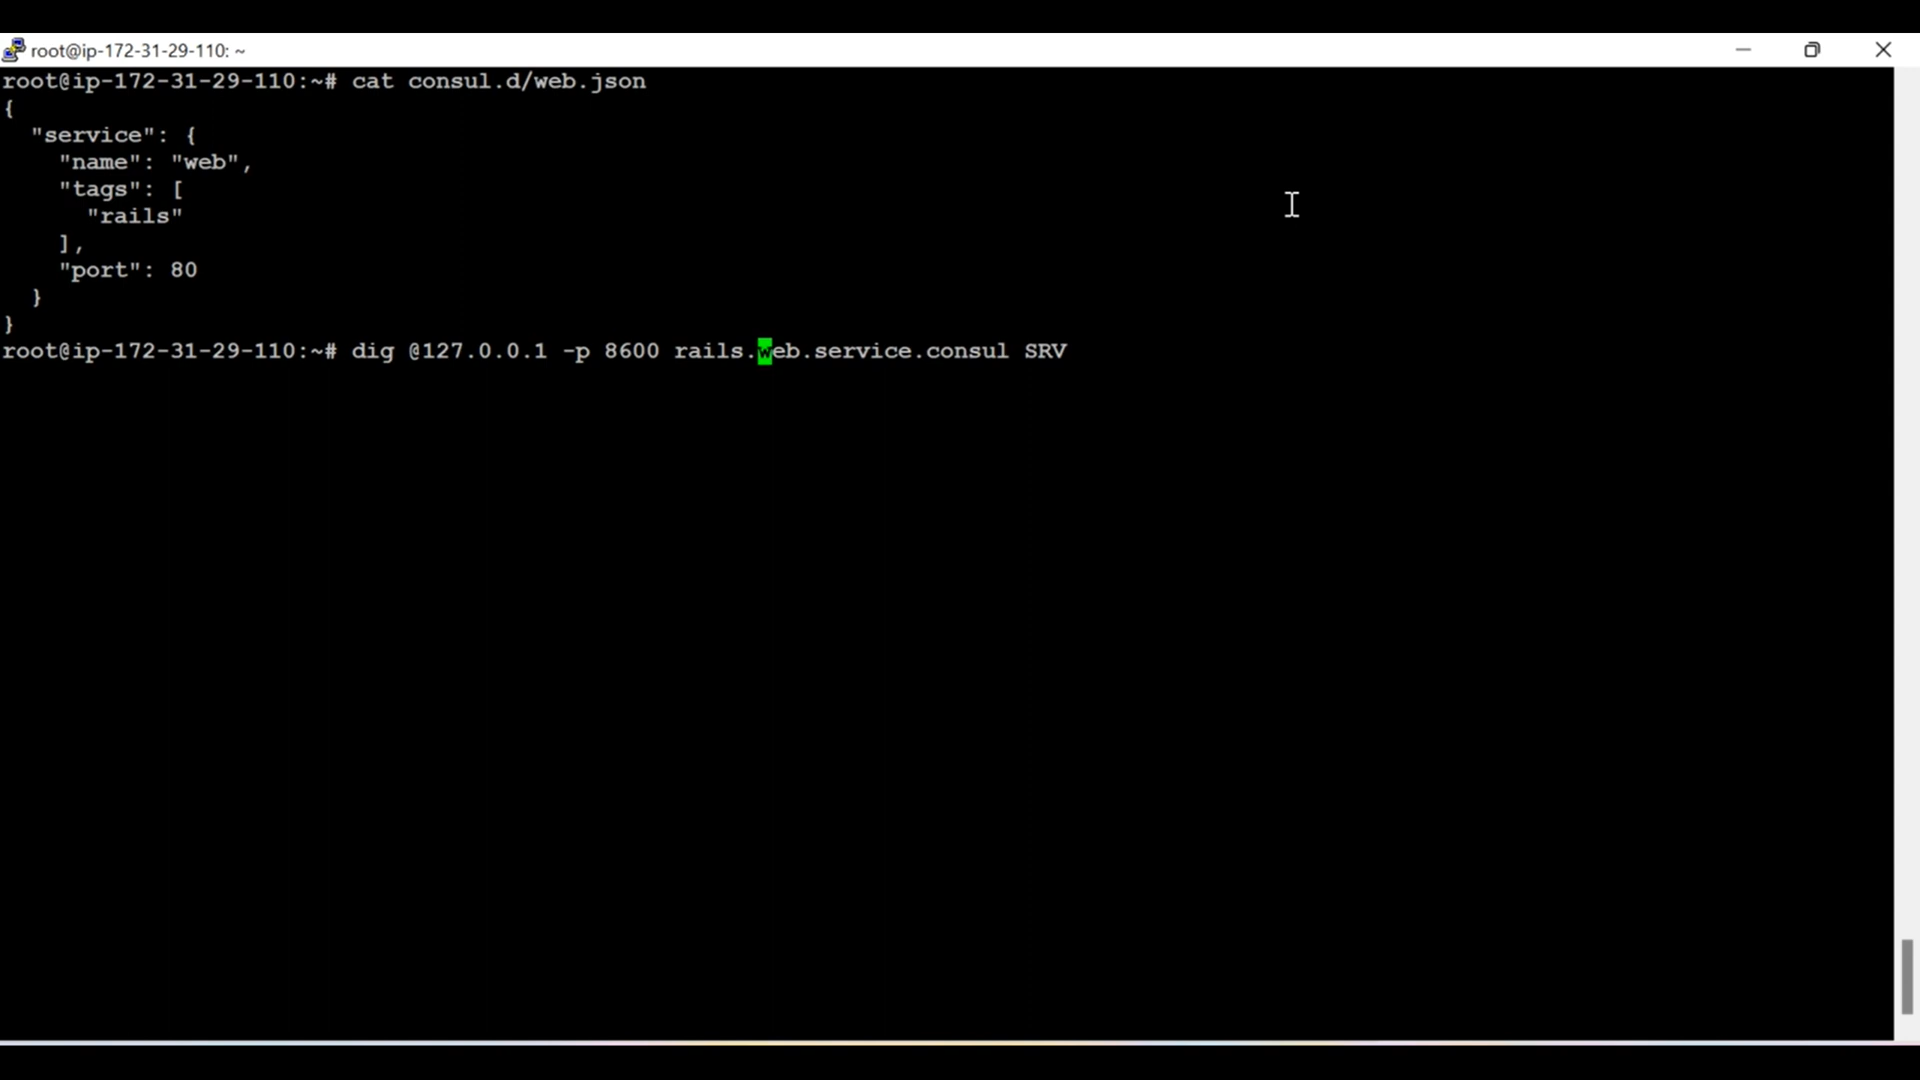 root@ip-172-31-29-110: ~
root@ip-172-31-29-110:~# cat consul.d/web.json
{
  "service": {
    "name": "web",
    "tags": [
      "rails"
    ],
    "port": 80
  }
}
root@ip-172-31-29-110:~# dig @127.0.0.1 -p 8600 rails.web.service.consul SRV